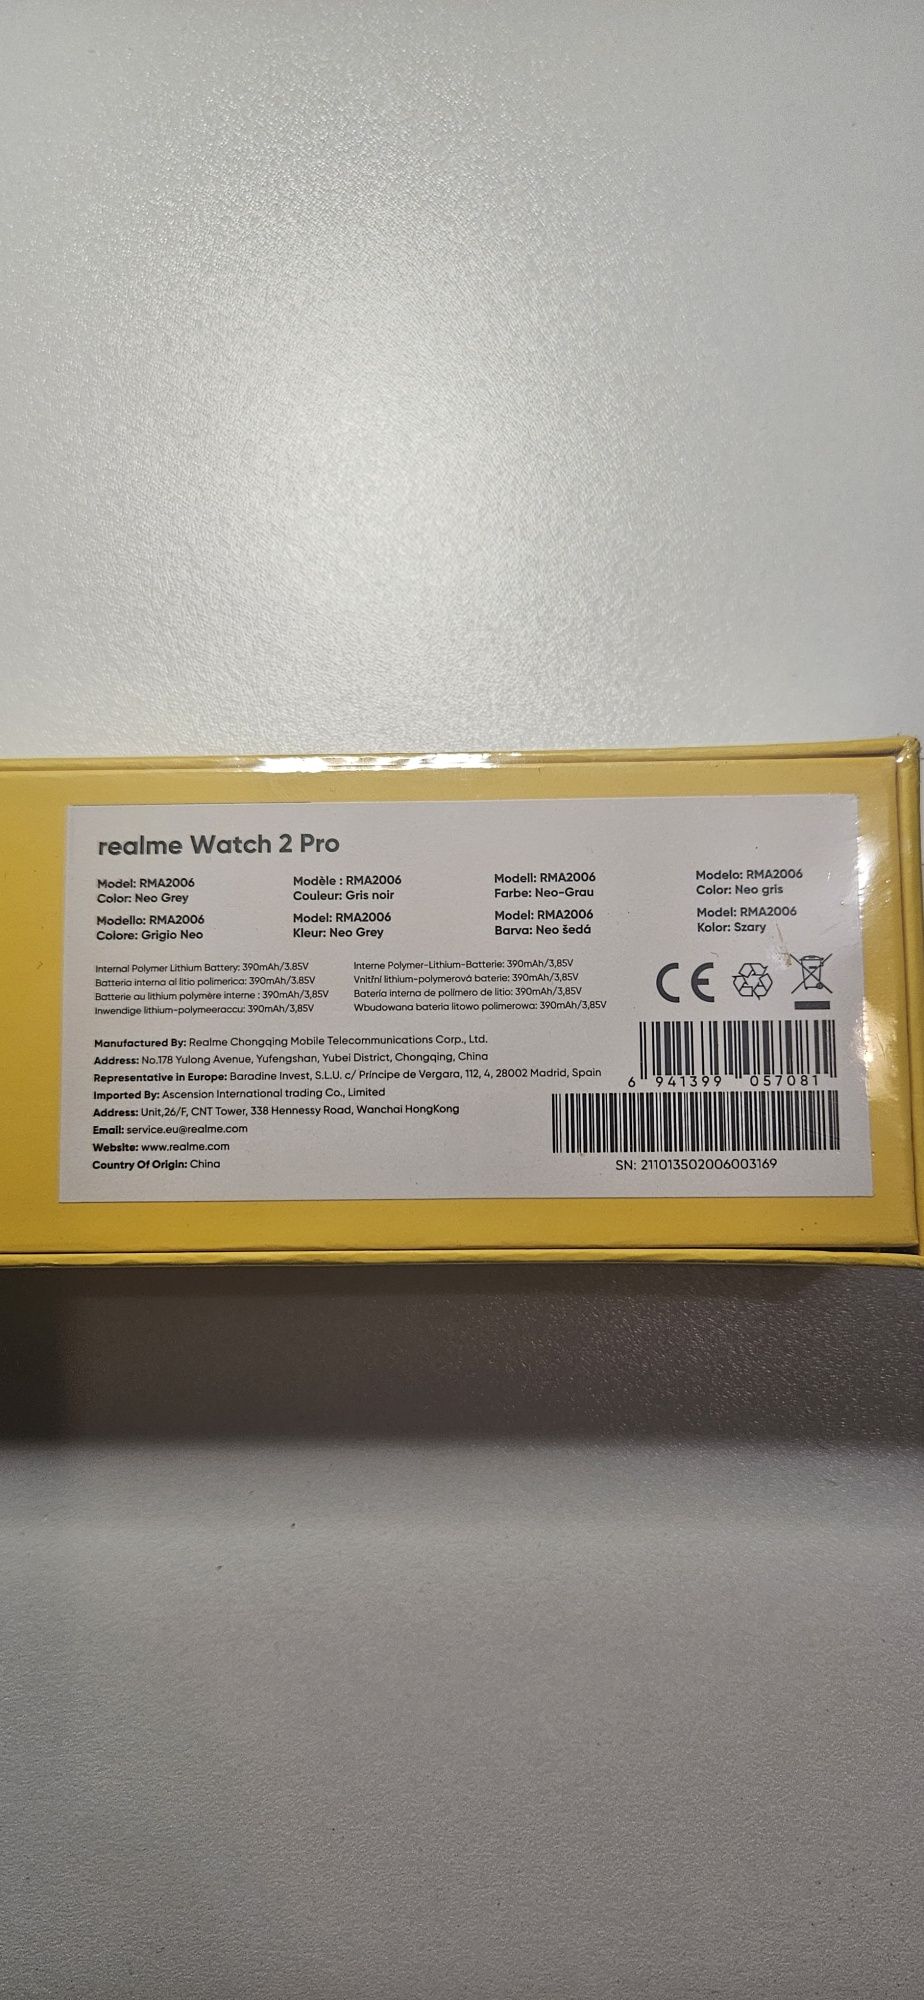 realme Watch 2 Pro
Model: RMA2006
Color: Neo Grey
Modèle : RMA2006
Couleur: Gris noir
Modell: RMA2006
Farbe: Neo-Grau
Modelo: RMA2006
Color: Neo gris
Modello: RMA2006
Colore: Grigio Neo
Model: RMA2006
Kleur: Neo Grey
Model: RMA2006
Barva: Neo šedá
Model: RMA2006
Kolor: Szary
Internal Polymer Lithium Battery: 390mAh/3.85V
Batteria interna al litio polimerica: 390mAh/3.85V
Batterie au lithium polymère interne : 390mAh/3,85V
Inwendige lithium-polymeeraccu: 390mAh/3,85V
Interne Polymer-Lithium-Batterie: 390mAh/3,85V
Vnitřní lithium-polymerová baterie: 390mAh/3,85V
Batería interna de polímero de litio: 390mAh/3,85V
Wbudowana bateria litowo polimerowa: 390mAh/3,85V
CE
Manufactured By: Realme Chongqing Mobile Telecommunications Corp., Ltd.
Address: No.178 Yulong Avenue, Yufengshan, Yubei District, Chongqing, China
Representative in Europe: Baradine Invest, S.L.U. c/ Príncipe de Vergara, 112, 4, 28002 Madrid, Spain
Imported By: Ascension International trading Co., Limited
Address: Unit,26/F, CNT Tower, 338 Hennessy Road, Wanchai HongKong
Email: service.eu@realme.com
Website: www.realme.com
Country Of Origin: China
6 941399 057081
SN: 211013502006003169